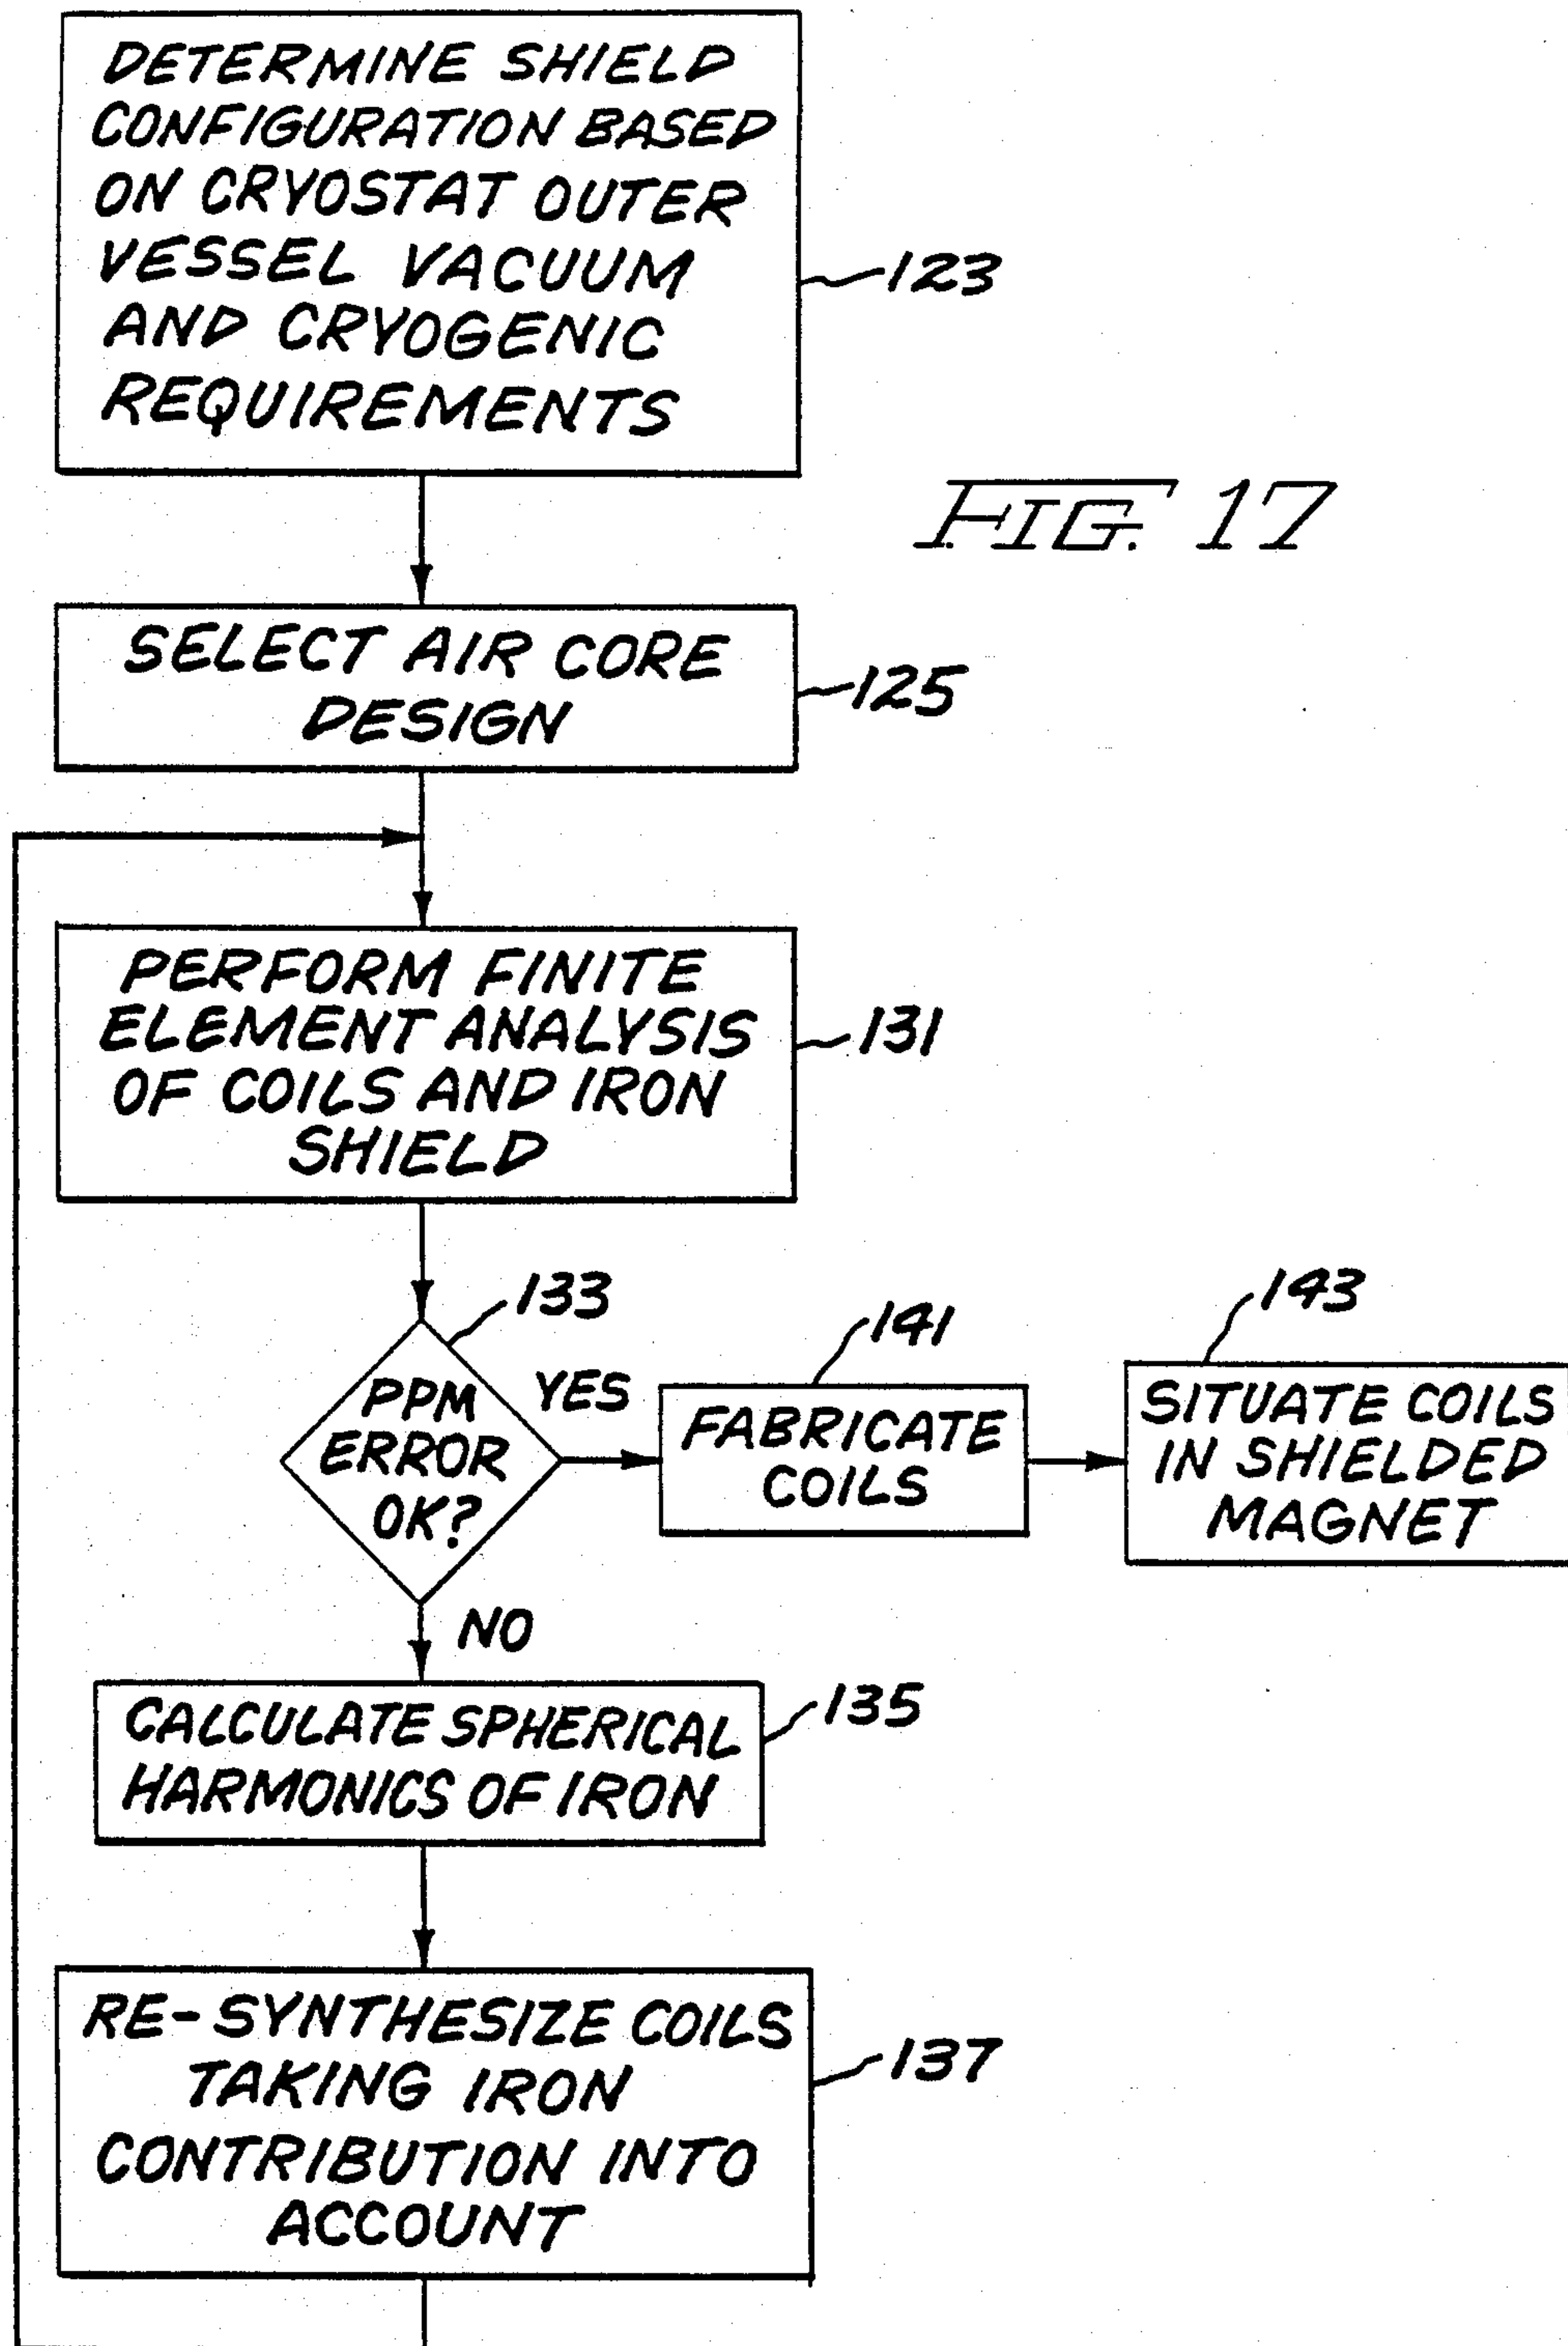 DETERMINE SHIELD
CONFIGURATION BASED
ON CRYOSTAT OUTER
VESSEL VACUUM
AND CRYOGENIC
REQUIREMENTS
123
FIG. 17
SELECT AIR CORE
DESIGN
125
PERFORM FINITE
ELEMENT ANALYSIS
OF COILS AND IRON
SHIELD
131
133
PPM
ERROR
OK?
YES
141
FABRICATE
COILS
143
SITUATE COILS
IN SHIELDED
MAGNET
NO
CALCULATE SPHERICAL
HARMONICS OF IRON
135
RE-SYNTHESIZE COILS
TAKING IRON
CONTRIBUTION INTO
ACCOUNT
137